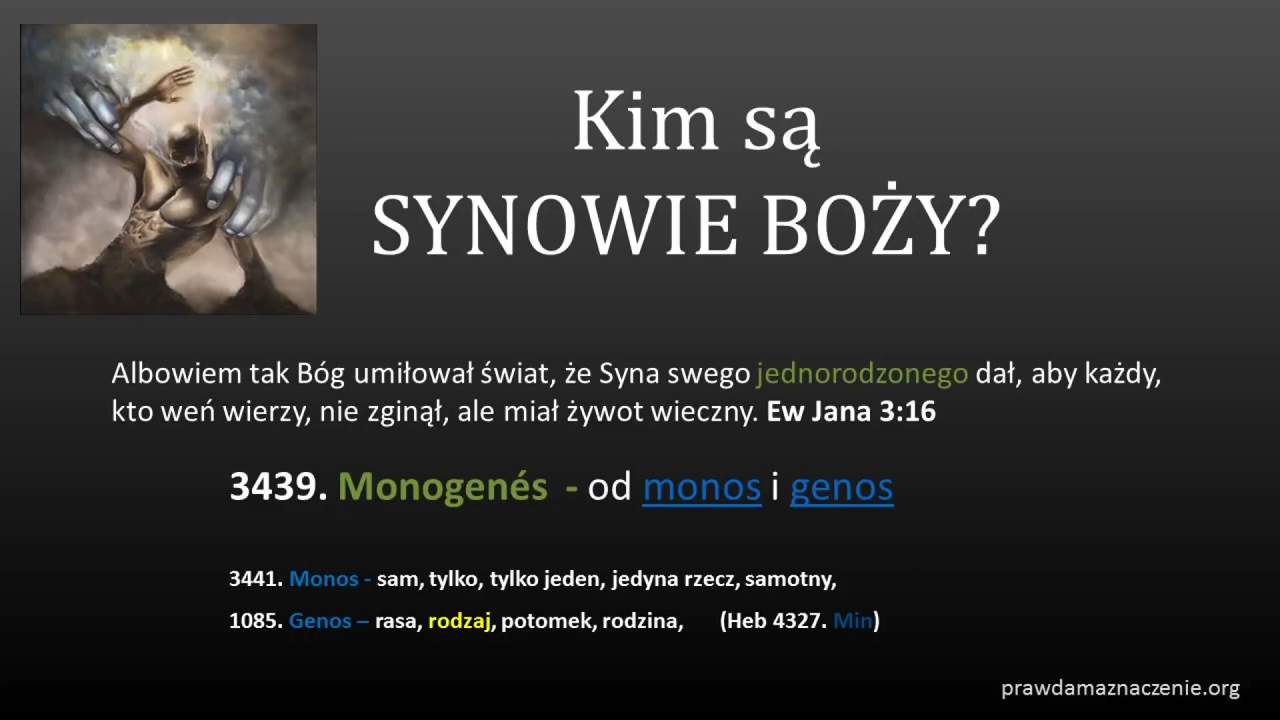 Kim są
SYNOWIE BOŻY?
Albowiem tak Bóg umiłował świat, że Syna swego jednorodzonego dał, aby każdy,
kto weń wierzy, nie zginął, ale miał żywot wieczny. Ew Jana 3:16
3439. Monogenés - od monos i genos
3441. Monos - sam, tylko, tylko jeden, jedyna rzecz, samotny,
1085. Genos – rasa, rodzaj, potomek, rodzina, (Heb 4327. Min)
prawdamaznaczenie.org